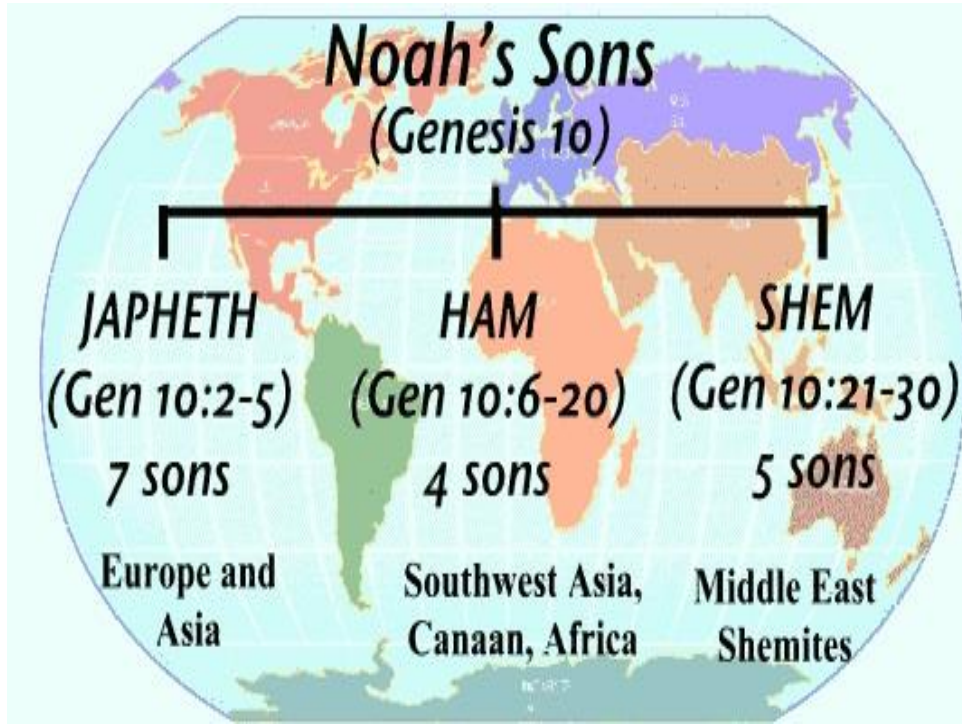 Noah's Sons
(Genesis 10)
JAPHETH
(Gen 10:2-5)
7 sons
Europe and
Asia
HAM
(Gen 10:6-20)
4 sons
Southwest Asia,
Canaan, Africa
SHEM
(Gen 10:21-30)
5 sons
Middle East
Shemites